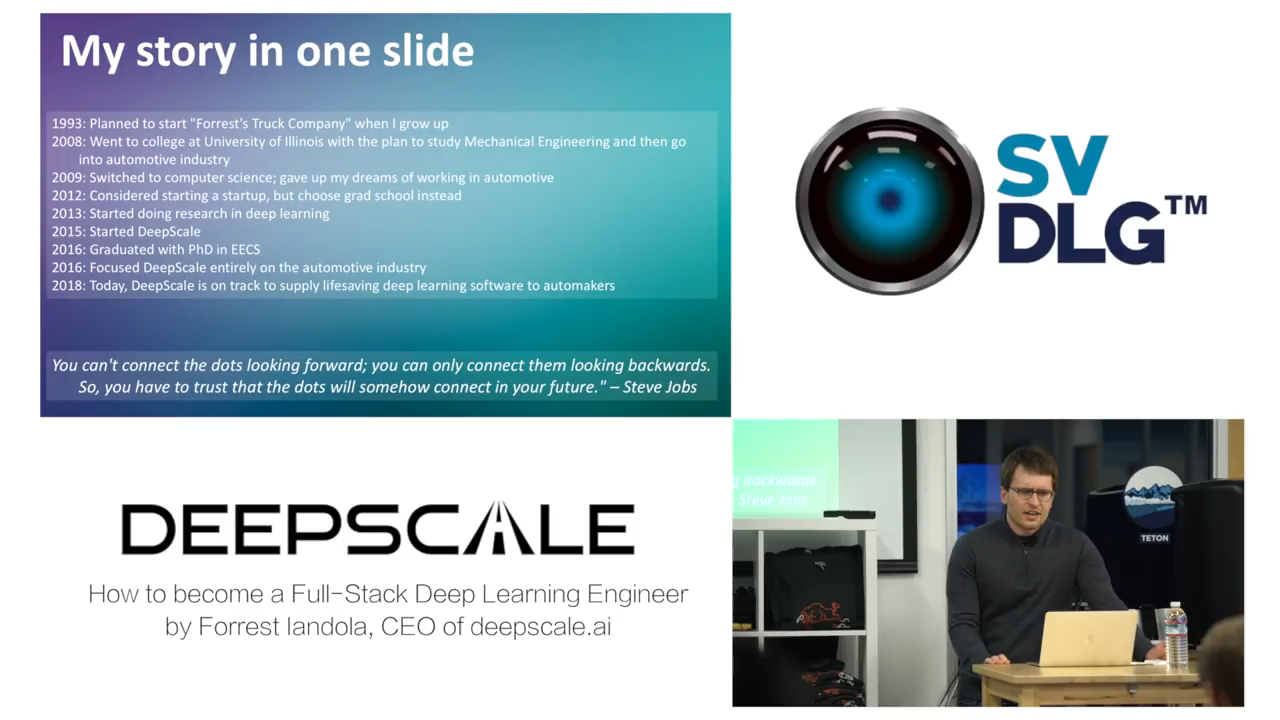 My story in one slide
1993: Planned to start "Forrest's Truck Company" when I grow up
2008: Went to college at University of Illinois with the plan to study Mechanical Engineering and then go
into automotive industry
2009: Switched to computer science; gave up my dreams of working in automotive
2012: Considered starting a startup, but choose grad school instead
2013: Started doing research in deep learning
2015: Started DeepScale
2016: Graduated with PhD in EECS
2016: Focused DeepScale entirely on the automotive industry
2018: Today, DeepScale is on track to supply lifesaving deep learning software to automakers
You can't connect the dots looking forward; you can only connect them looking backwards.
So, you have to trust that the dots will somehow connect in your future." – Steve Jobs
SV
DLG™
DEEPSCALE
How to become a Full-Stack Deep Learning Engineer
by Forrest Iandola, CEO of deepscale.ai
g backwards
Steve Jobs
TETON